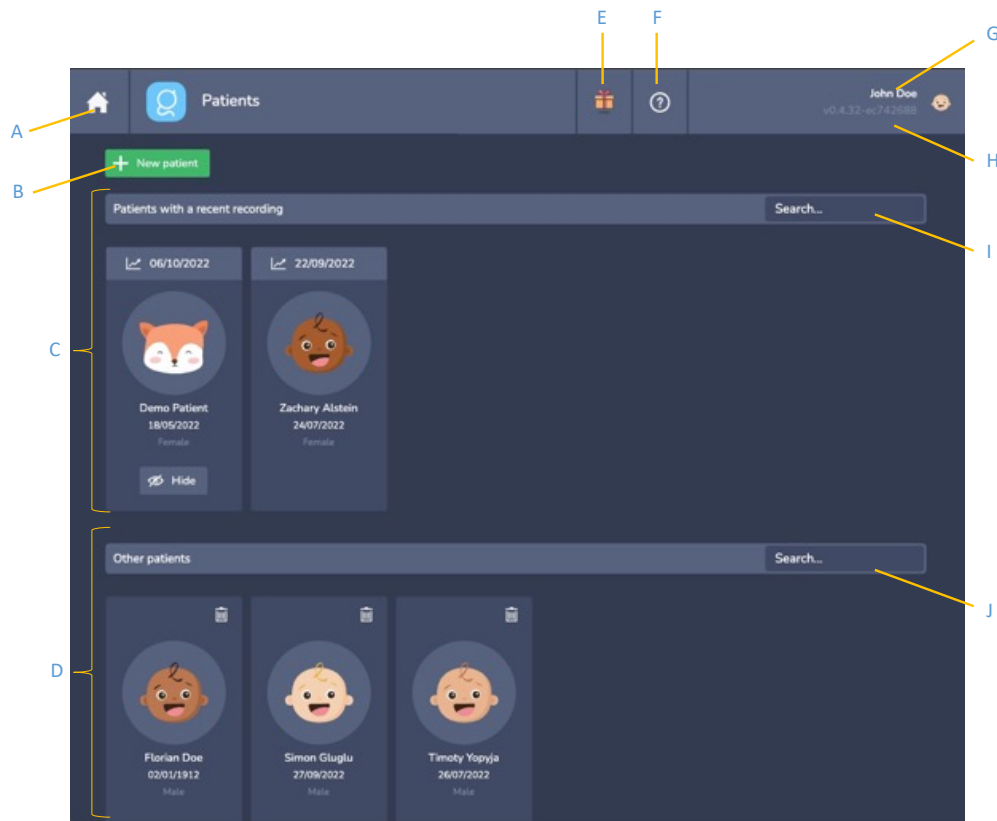 E F
G
Patients
John Doe
v0.4.32-ec742688
A
H
New patient
B
Patients with a recent recording
Search...
I
06/10/2022
22/09/2022
C
Demo Patient
Zachary Alstein
18/05/2022
24/07/2022
Female
Female
Hide
Other patients
Search...
J
D
Florian Doe
Simon Gluglu
Timoty Yopyja
02/01/1912
27/09/2022
26/07/2022
Male
Male
Male